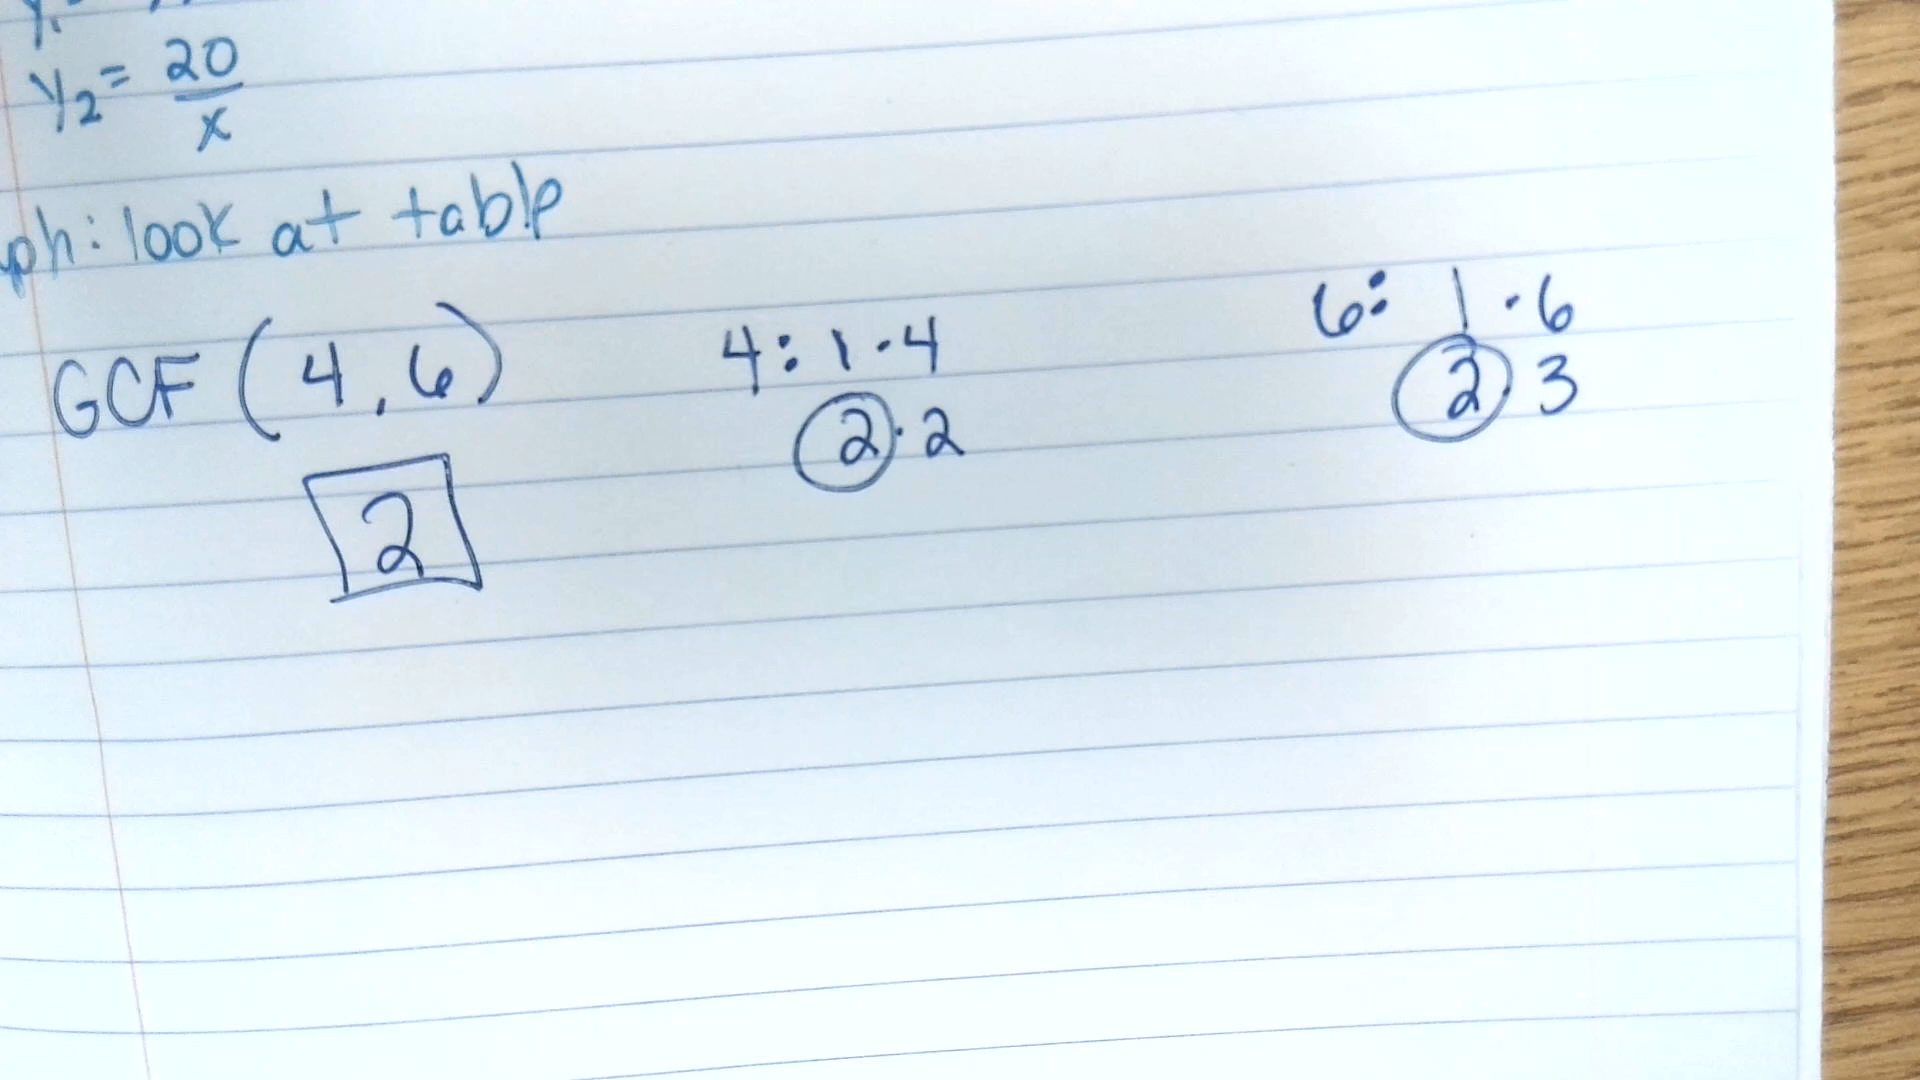 y₂ = 20/x
ph: look at table
GCF (4, 6) 4: 1·4 6: 1·6
2·2 2·3
2